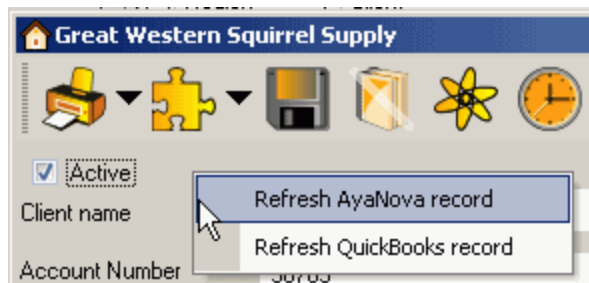 Great Western Squirrel Supply
Active
Refresh AyaNova record
Client name
Refresh QuickBooks record
Account Number